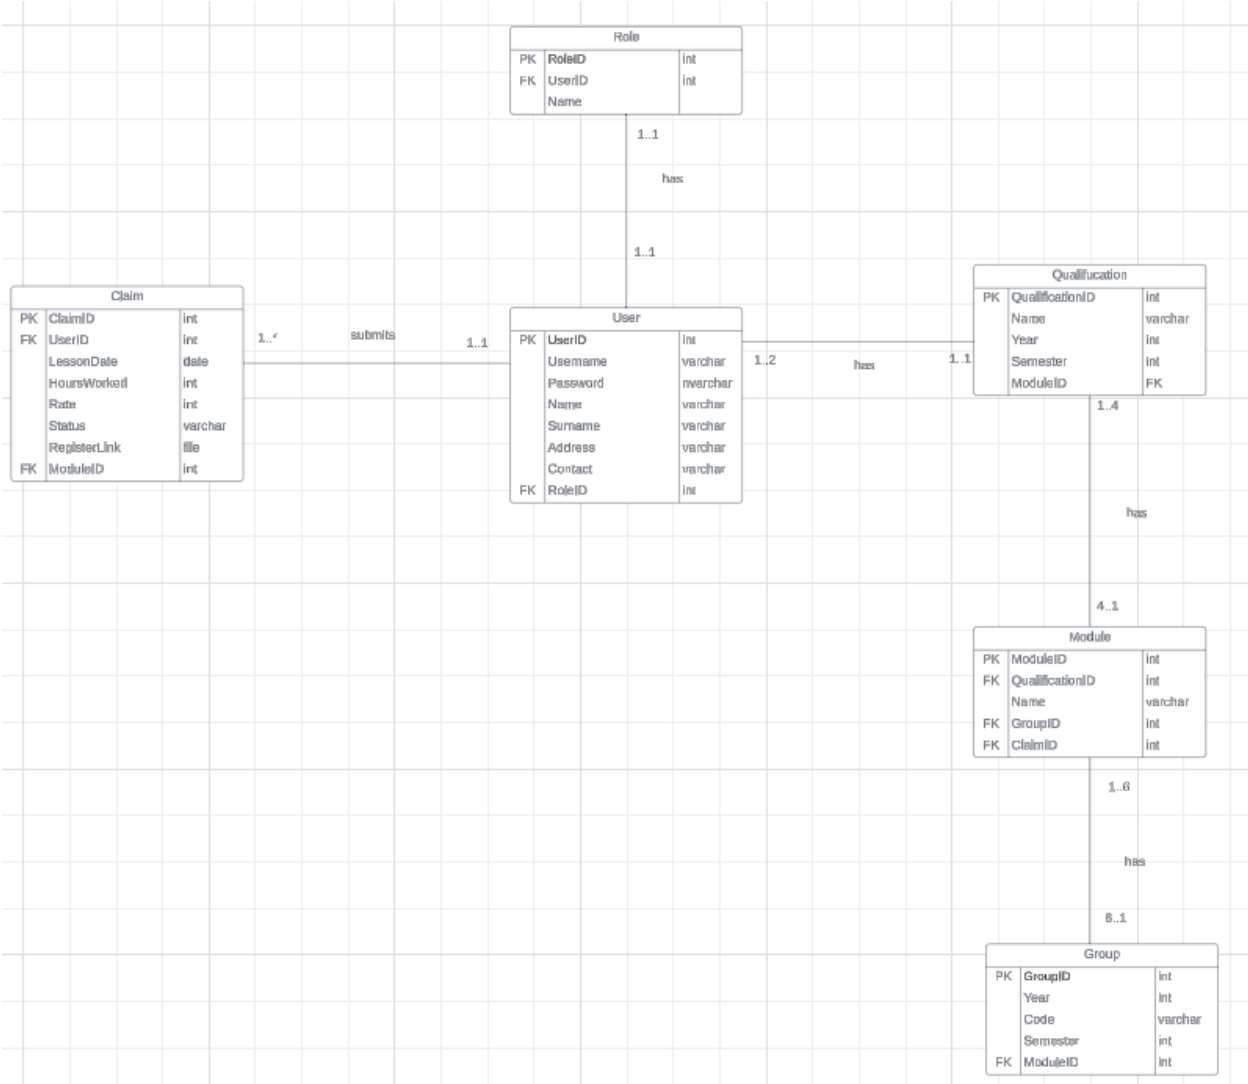 Role
PK RoleID int
FK UserID int
Name
1..1
has
1..1
Claim
PK ClaimID int
FK UserID int
LessonDate date
HoursWorked int
Rate int
Status varchar
RegisterLink file
FK ModuleID int
1..*
submits
1..1
User
PK UserID int
Username varchar
Password nvarchar
Name varchar
Surname varchar
Address varchar
Contact varchar
FK RoleID int
1..2
has
1..1
Qualifucation
PK QualificationID int
Name varchar
Year int
Semester int
ModuleID FK
1..4
has
4..1
Module
PK ModuleID int
FK QualificationID int
Name varchar
FK GroupID int
FK ClaimID int
1..6
has
6..1
Group
PK GroupID int
Year int
Code varchar
Semester int
FK ModuleID int